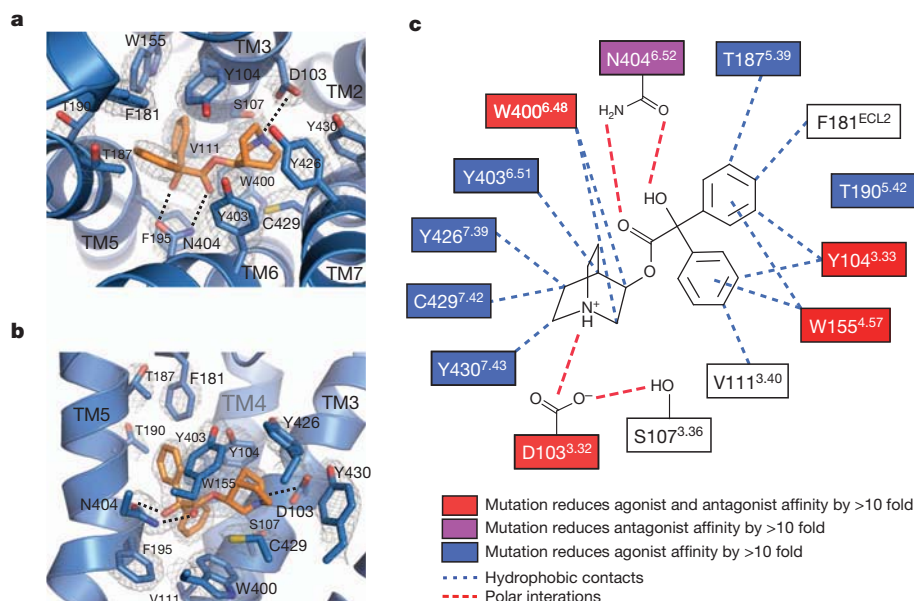 a
W155
TM3
Y104
D103
TM2
T190
F181
S107
Y430
T187
V111
Y426
W400
Y403
C429
TM5
F195
N404
TM6
TM7
b
T187
F181
TM5
TM4
TM3
Y426
T190
Y403
Y104
Y430
W155
N404
D103
S107
C429
F195
V111
W400
c
N404^6.52
T187^5.39
W400^6.48
F181^ECL2
H₂N
O
Y403^6.51
HO
T190^5.42
O
Y426^7.39
Y104^3.33
O
C429^7.42
N⁺
H
W155^4.57
Y430^7.43
V111^3.40
O
O⁻
HO
D103^3.32
S107^3.36
Mutation reduces agonist and antagonist affinity by >10 fold
Mutation reduces antagonist affinity by >10 fold
Mutation reduces agonist affinity by >10 fold
Hydrophobic contacts
Polar interations